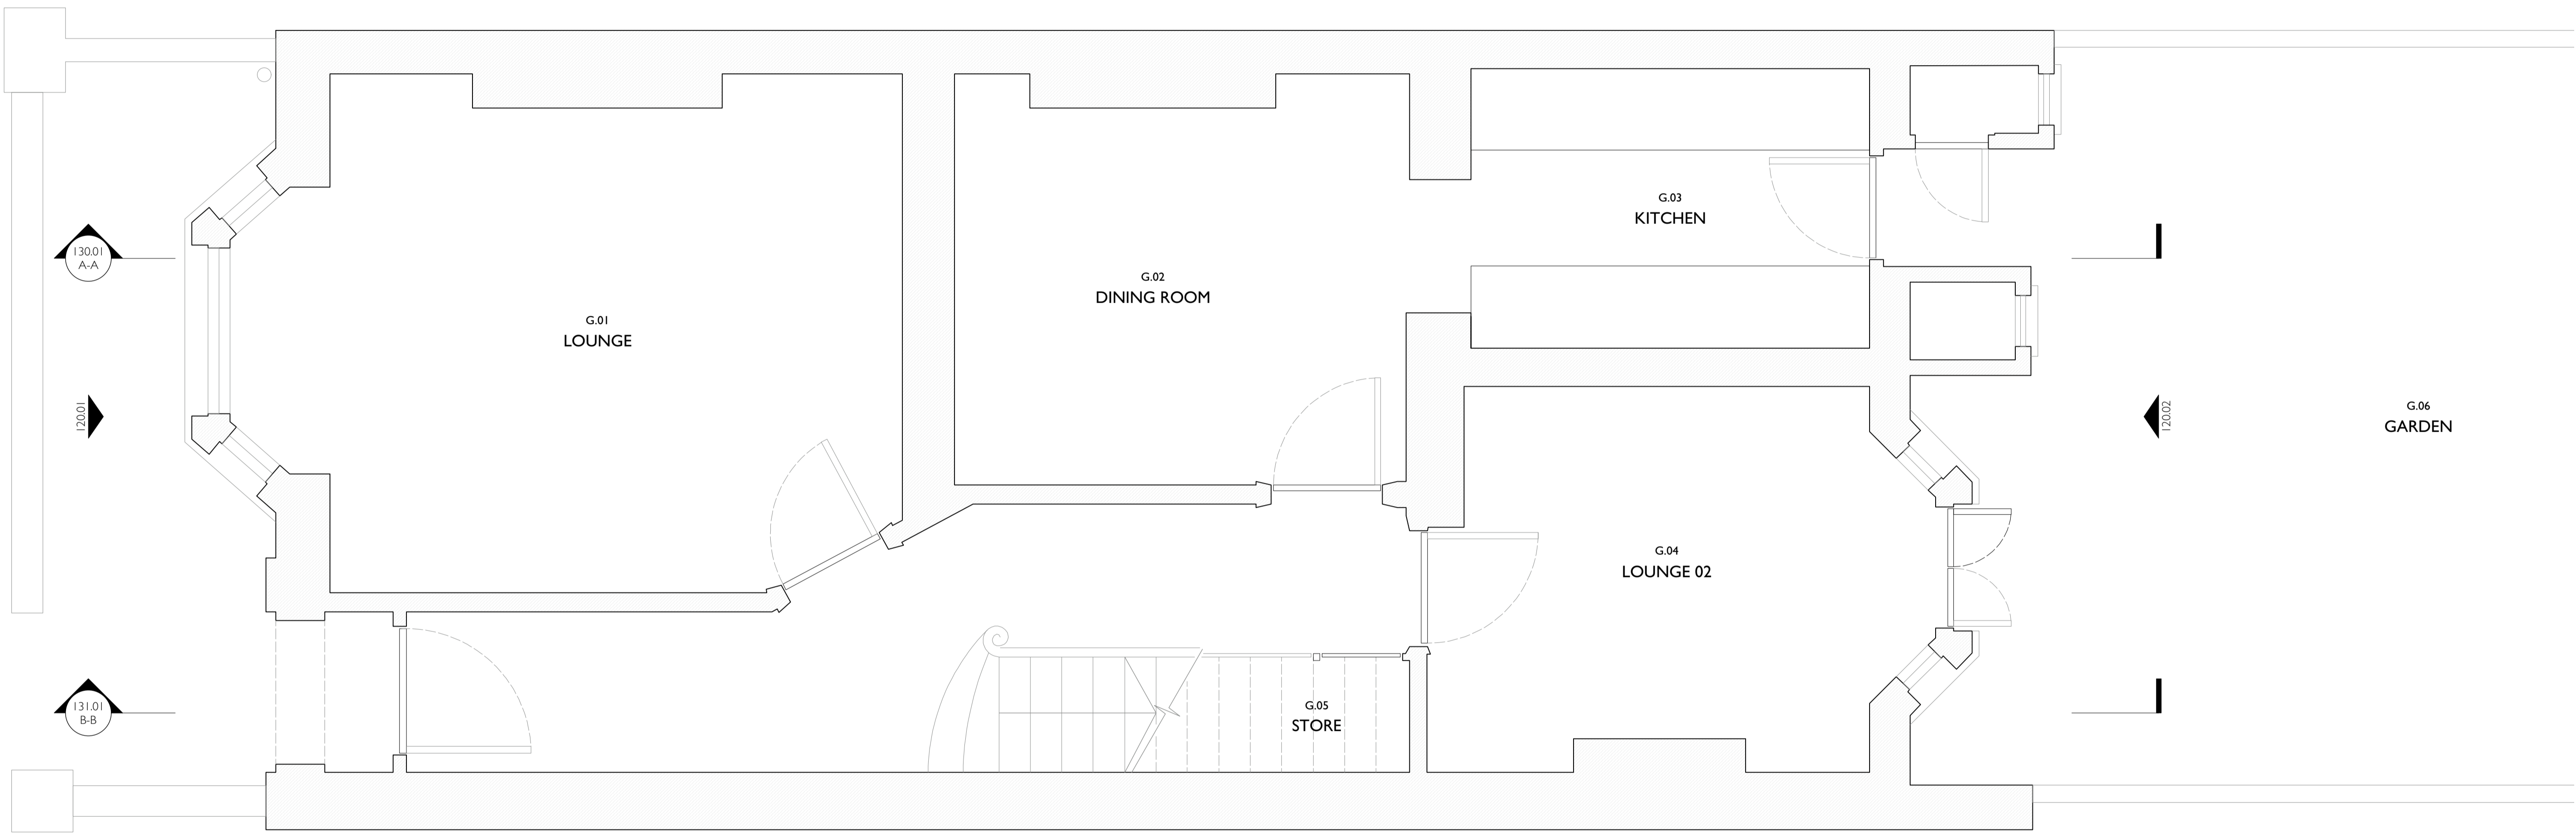 130.01
A-A
120.01
131.01
B-B
G.01
LOUNGE
G.02
DINING ROOM
G.03
KITCHEN
G.04
LOUNGE 02
G.05
STORE
120.02
G.06
GARDEN